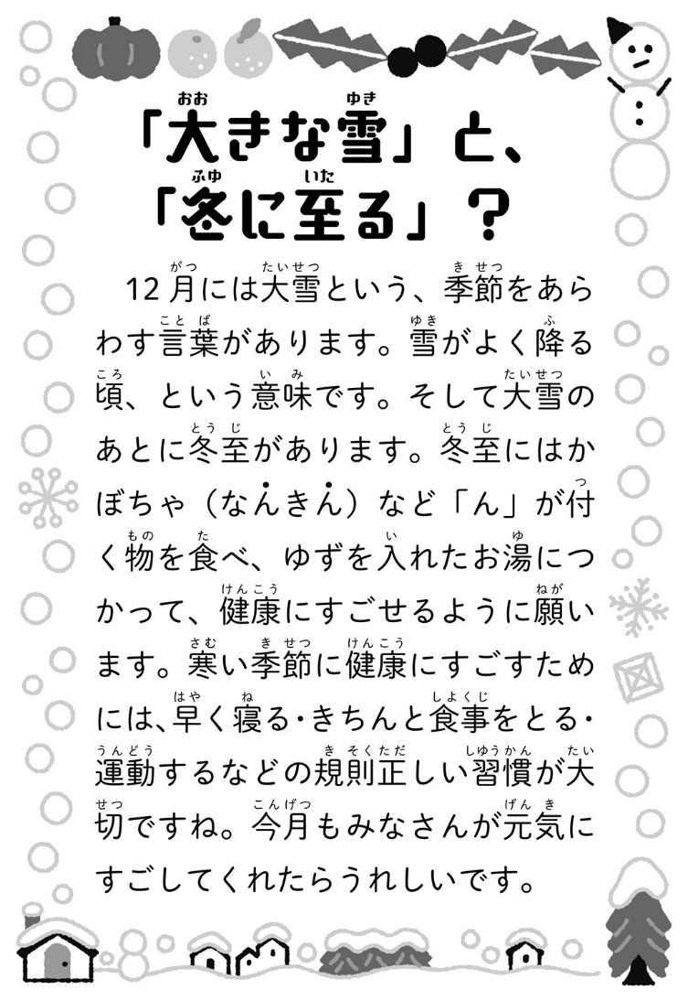 「大きな雪」と、
「冬に至る」？
12月には大雪という、季節をあら
わす言葉があります。雪がよく降る
頃、という意味です。そして大雪の
あとに冬至があります。冬至にはか
ぼちゃ（なんきん）など「ん」が付
く物を食べ、ゆずを入れたお湯につ
かって、健康にすごせるように願い
ます。寒い季節に健康にすごすため
には、早く寝る・きちんと食事をとる・
運動するなどの規則正しい習慣が大
切ですね。今月もみなさんが元気に
すごしてくれたらうれしいです。